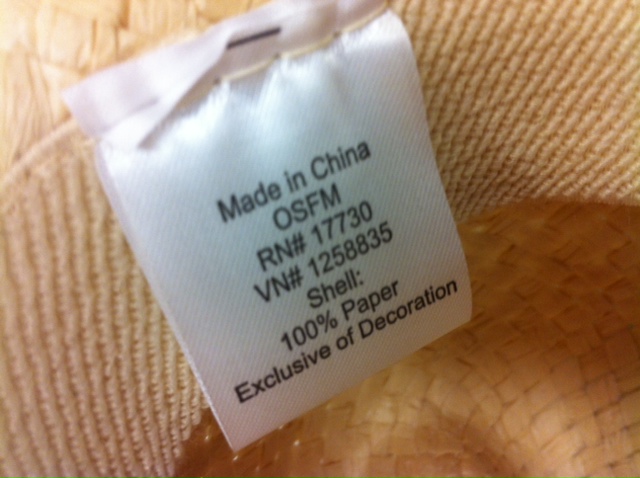 Made in China
OSFM
RN# 17730
VN# 1258835
Shell:
100% Paper
Exclusive of Decoration